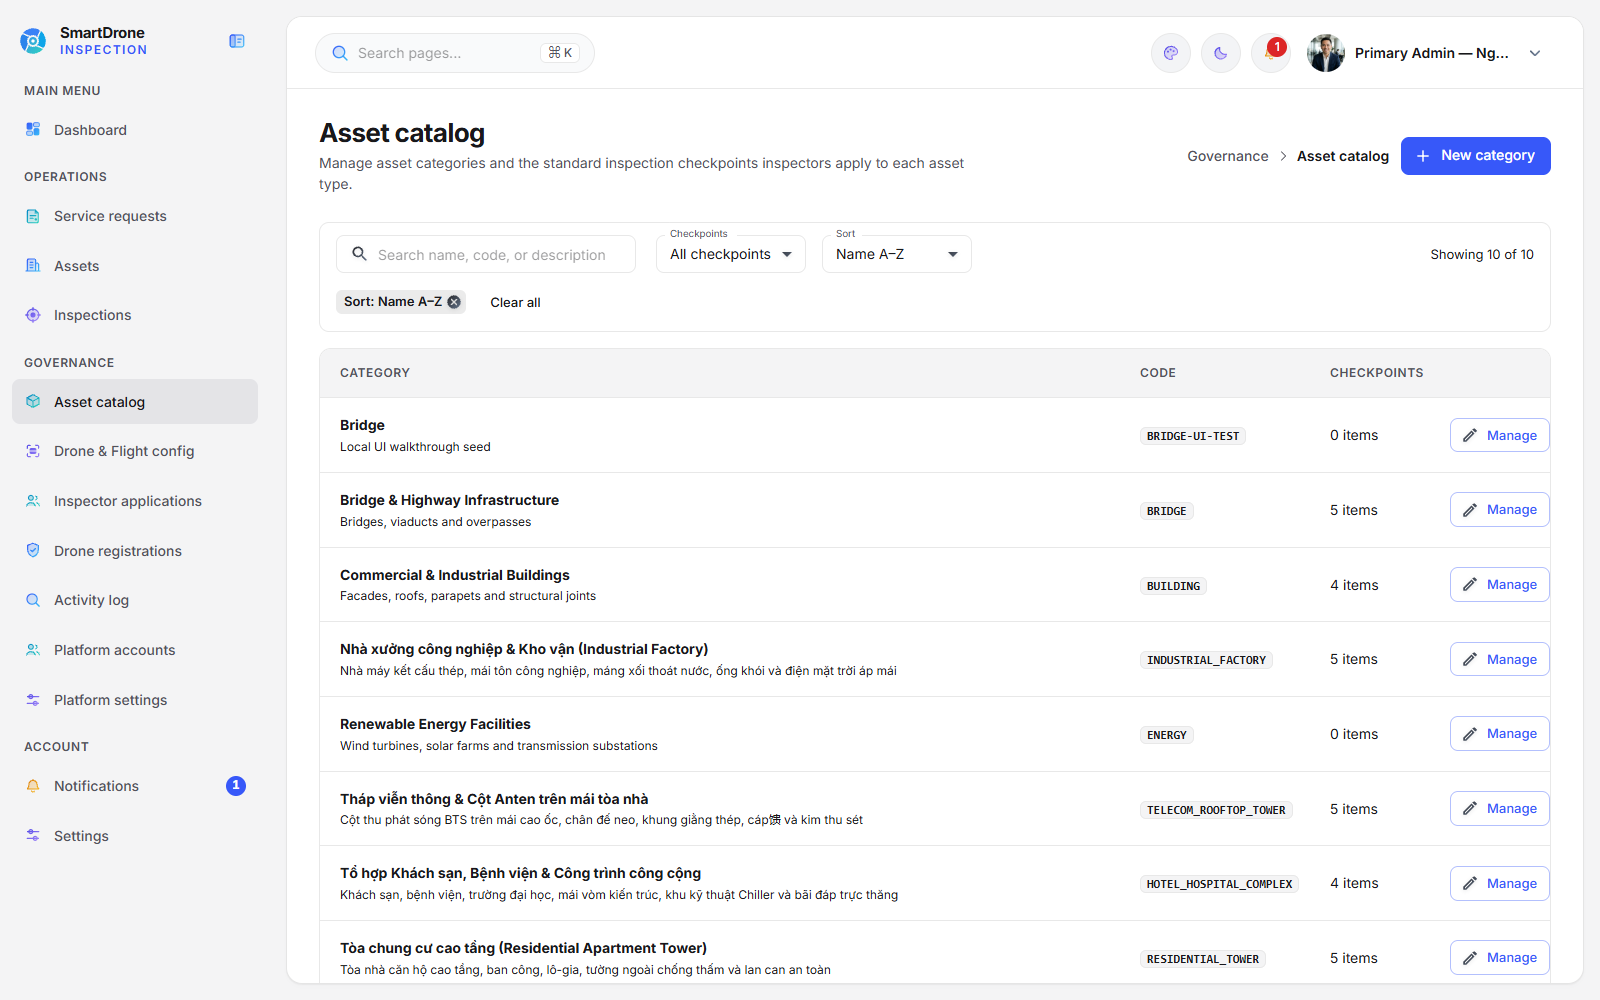 SmartDrone
INSPECTION
MAIN MENU
Dashboard
OPERATIONS
Service requests
Assets
Inspections
GOVERNANCE
Asset catalog
Drone & Flight config
Inspector applications
Drone registrations
Activity log
Platform accounts
Platform settings
ACCOUNT
Notifications
1
Settings
Search pages...
⌘ K
1
Primary Admin — Ng...
Asset catalog
Manage asset categories and the standard inspection checkpoints inspectors apply to each asset
type.
Governance > Asset catalog
New category
Search name, code, or description
Checkpoints
All checkpoints
Sort
Name A–Z
Showing 10 of 10
Sort: Name A–Z
Clear all
CATEGORY CODE CHECKPOINTS
Bridge
Local UI walkthrough seed
BRIDGE-UI-TEST
0 items
Manage
Bridge & Highway Infrastructure
Bridges, viaducts and overpasses
BRIDGE
5 items
Manage
Commercial & Industrial Buildings
Facades, roofs, parapets and structural joints
BUILDING
4 items
Manage
Nhà xưởng công nghiệp & Kho vận (Industrial Factory)
Nhà máy kết cấu thép, mái tôn công nghiệp, máng xối thoát nước, ống khói và điện mặt trời áp mái
INDUSTRIAL_FACTORY
5 items
Manage
Renewable Energy Facilities
Wind turbines, solar farms and transmission substations
ENERGY
0 items
Manage
Tháp viễn thông & Cột Anten trên mái tòa nhà
Cột thu phát sóng BTS trên mái cao ốc, chân đế neo, khung giằng thép, cáp馈 và kim thu sét
TELECOM_ROOFTOP_TOWER
5 items
Manage
Tổ hợp Khách sạn, Bệnh viện & Công trình công cộng
Khách sạn, bệnh viện, trường đại học, mái vòm kiến trúc, khu kỹ thuật Chiller và bãi đáp trực thăng
HOTEL_HOSPITAL_COMPLEX
4 items
Manage
Tòa chung cư cao tầng (Residential Apartment Tower)
Tòa nhà căn hộ cao tầng, ban công, lô-gia, tường ngoài chống thấm và lan can an toàn
RESIDENTIAL_TOWER
5 items
Manage